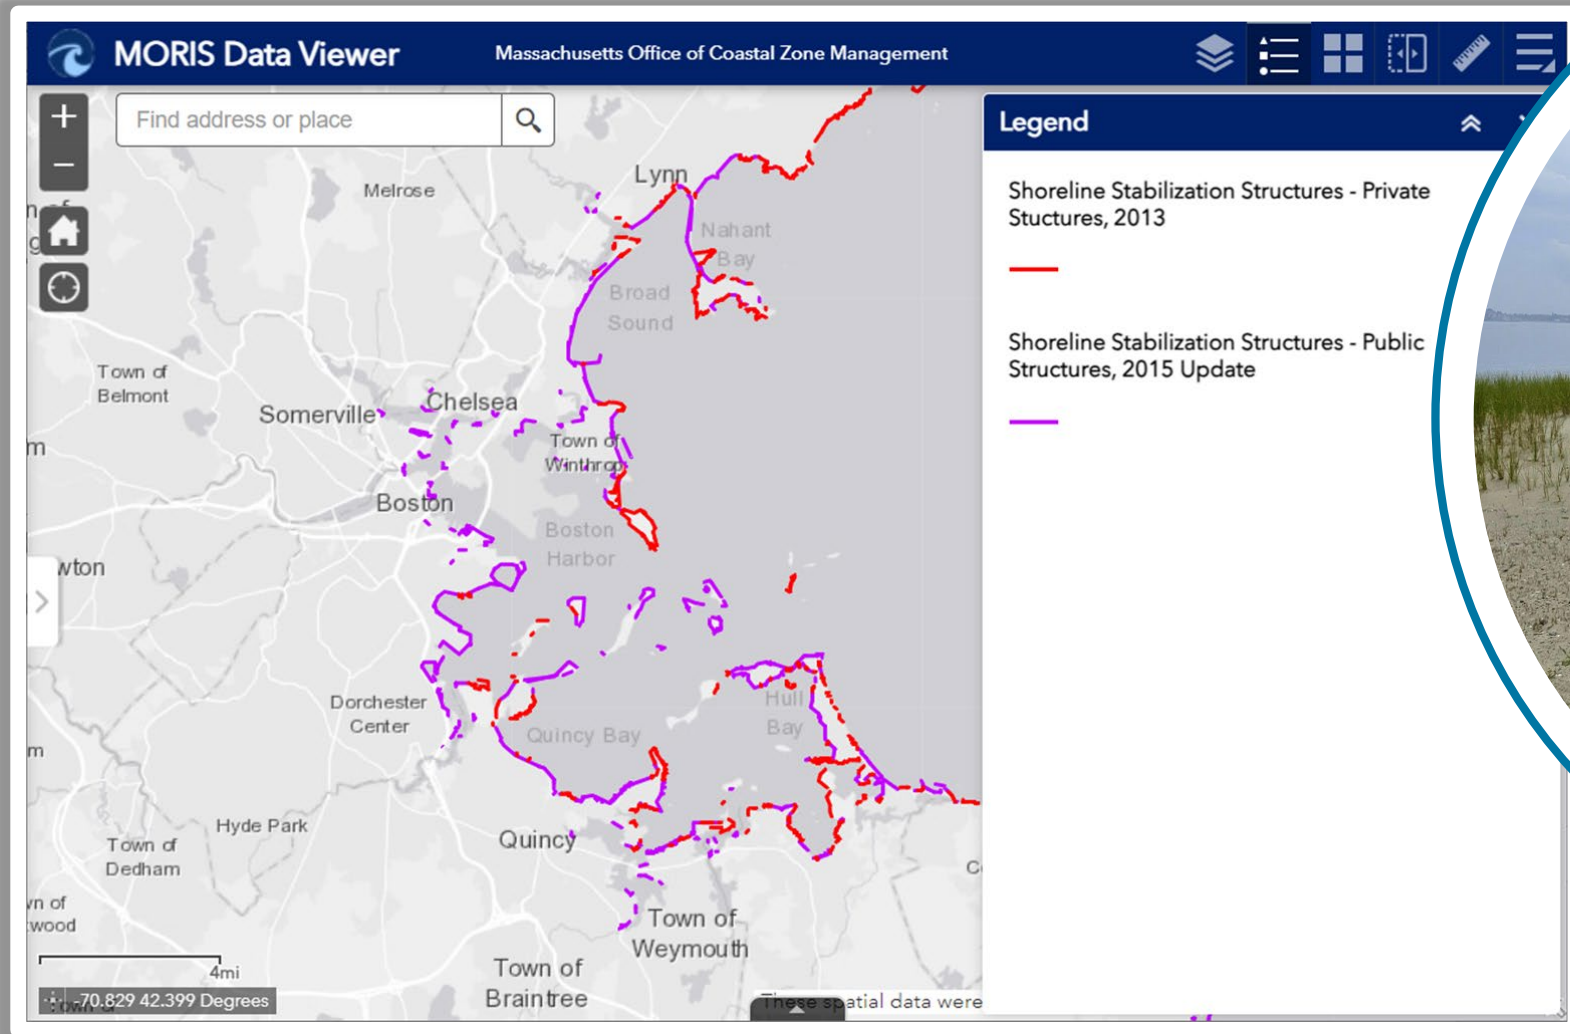 MORIS Data Viewer
Massachusetts Office of Coastal Zone Management
+
Find address or place
−
Legend
Shoreline Stabilization Structures - Private
Stuctures, 2013
Shoreline Stabilization Structures - Public
Structures, 2015 Update
Lynn
Melrose
Nahant
Bay
Broad
Sound
Town of
Belmont
Somerville
Chelsea
m
Town of
Winthrop
Boston
Boston
Harbor
wton
Dorchester
Center
Hull
Bay
Quincy Bay
m
Hyde Park
Quincy
Town of
Dedham
vn of
wood
Town of
Weymouth
4mi
Town of
Braintree
-70.829 42.399 Degrees
These spatial data were